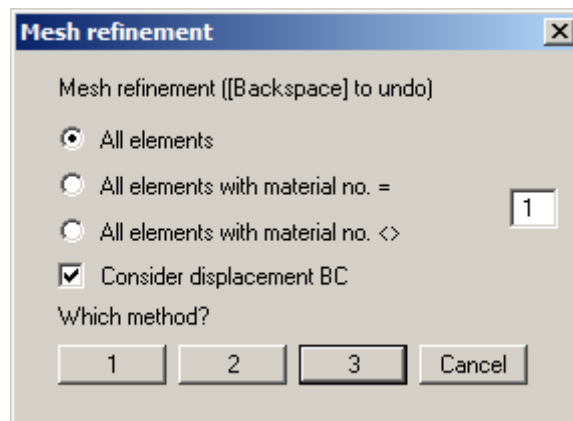 Mesh refinement
Mesh refinement ([Backspace] to undo)
All elements
All elements with material no. =
1
All elements with material no. <>
Consider displacement BC
Which method?
1 2 3 Cancel